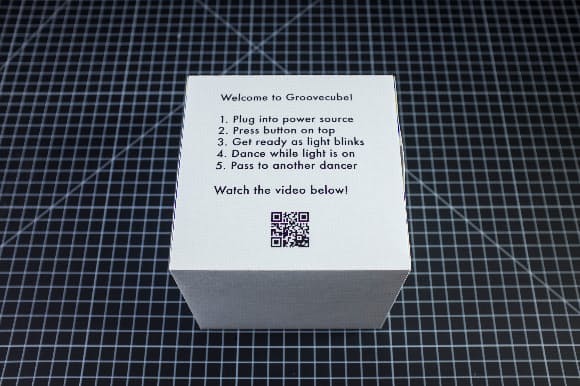 Welcome to Groovecube!
1. Plug into power source
2. Press button on top
3. Get ready as light blinks
4. Dance while light is on
5. Pass to another dancer
Watch the video below!